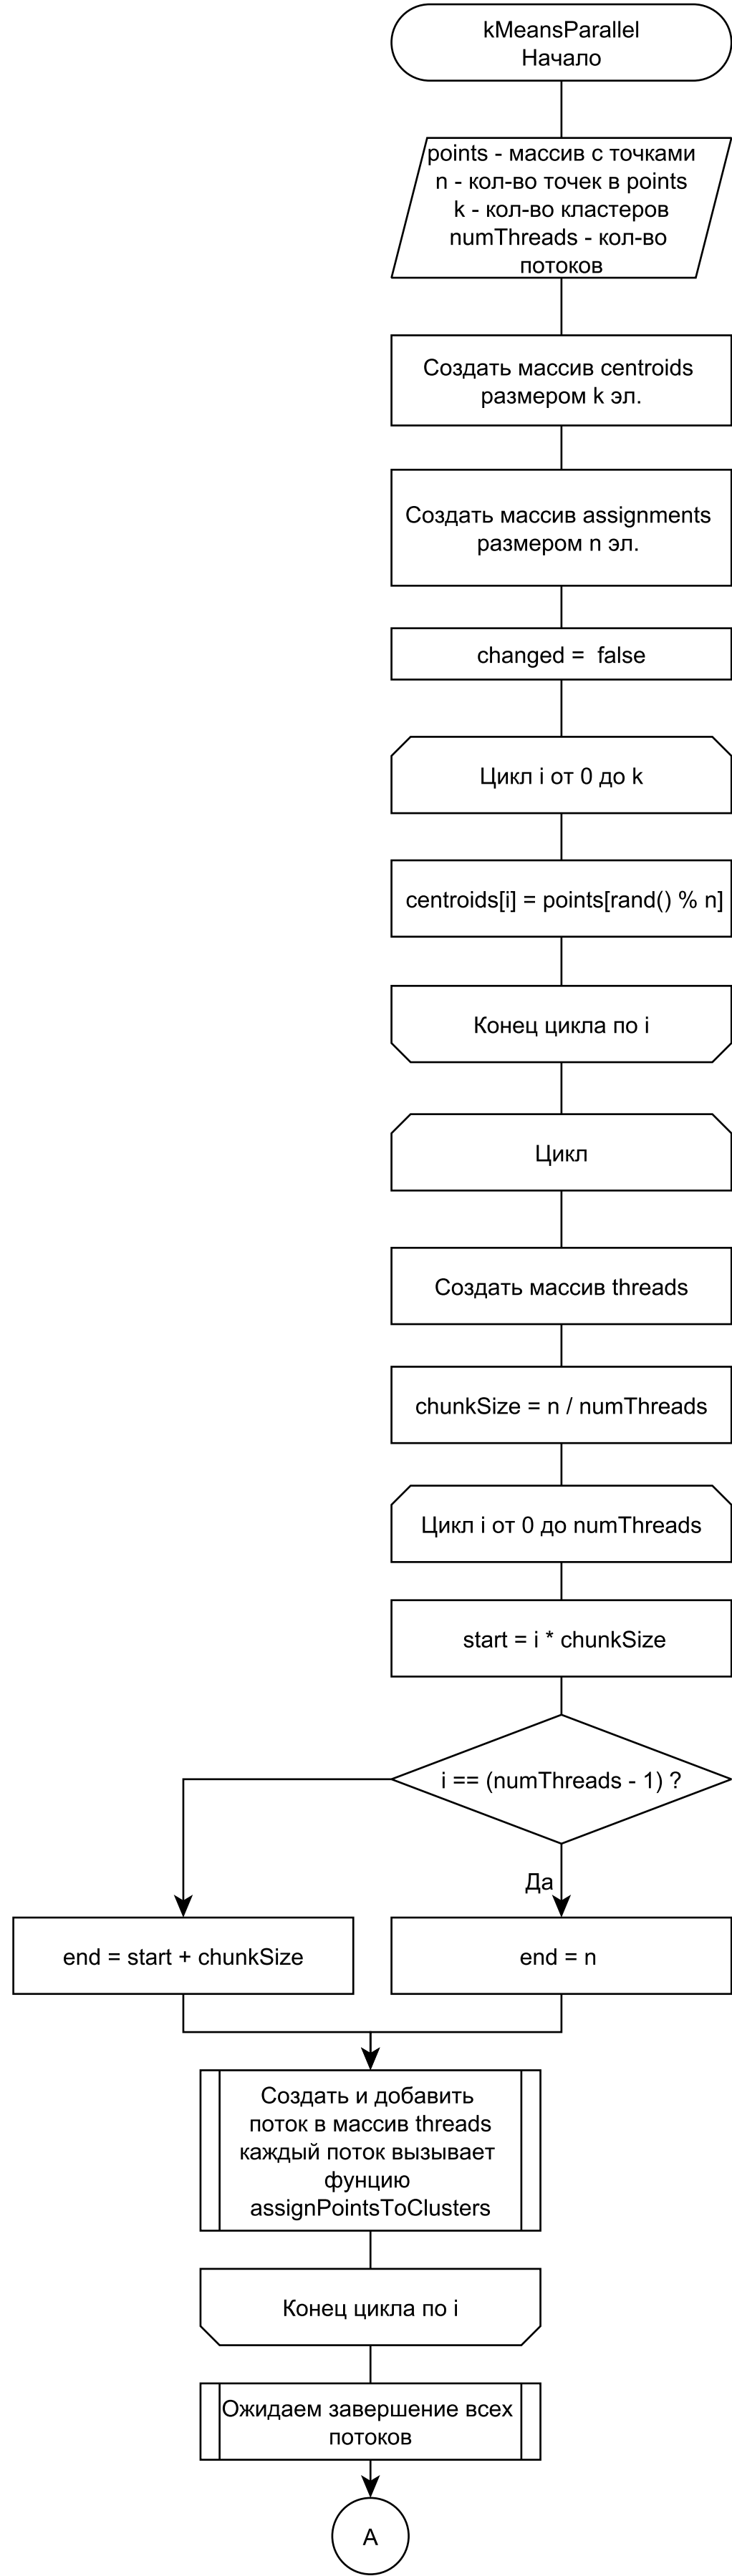 kMeansParallel
Начало
points - массив с точками
n - кол-во точек в points
k - кол-во кластеров
numThreads - кол-во
потоков
Создать массив centroids
размером k эл.
Создать массив assignments
размером n эл.
changed =  false
Цикл i от 0 до k
centroids[i] = points[rand() % n]
Конец цикла по i
Цикл
Создать массив threads
chunkSize = n / numThreads
Цикл i от 0 до numThreads
start = i * chunkSize
i == (numThreads - 1) ?
Да
end = start + chunkSize
end = n
Создать и добавить
поток в массив threads
каждый поток вызывает
фунцию
assignPointsToClusters
Конец цикла по i
Ожидаем завершение всех
потоков
A